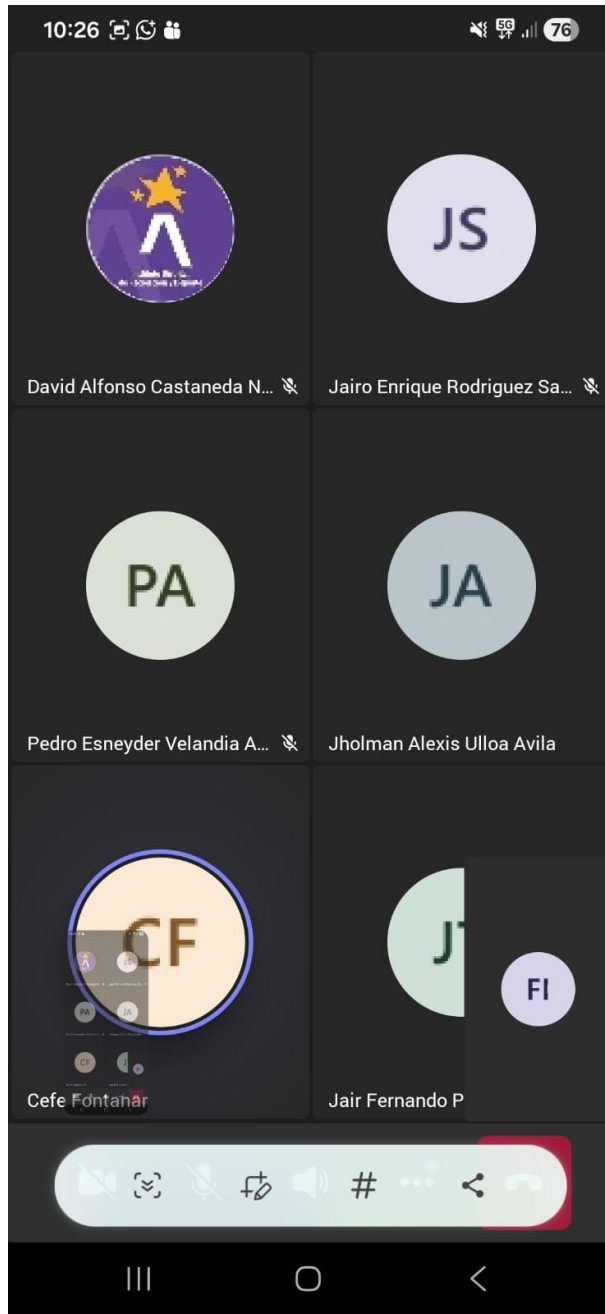 10:26
5G
76
JS
David Alfonso Castaneda N...
Jairo Enrique Rodriguez Sa...
PA
JA
Pedro Esneyder Velandia A...
Jholman Alexis Ulloa Avila
CF
FI
Cefe Fontanar
Jair Fernando P
#